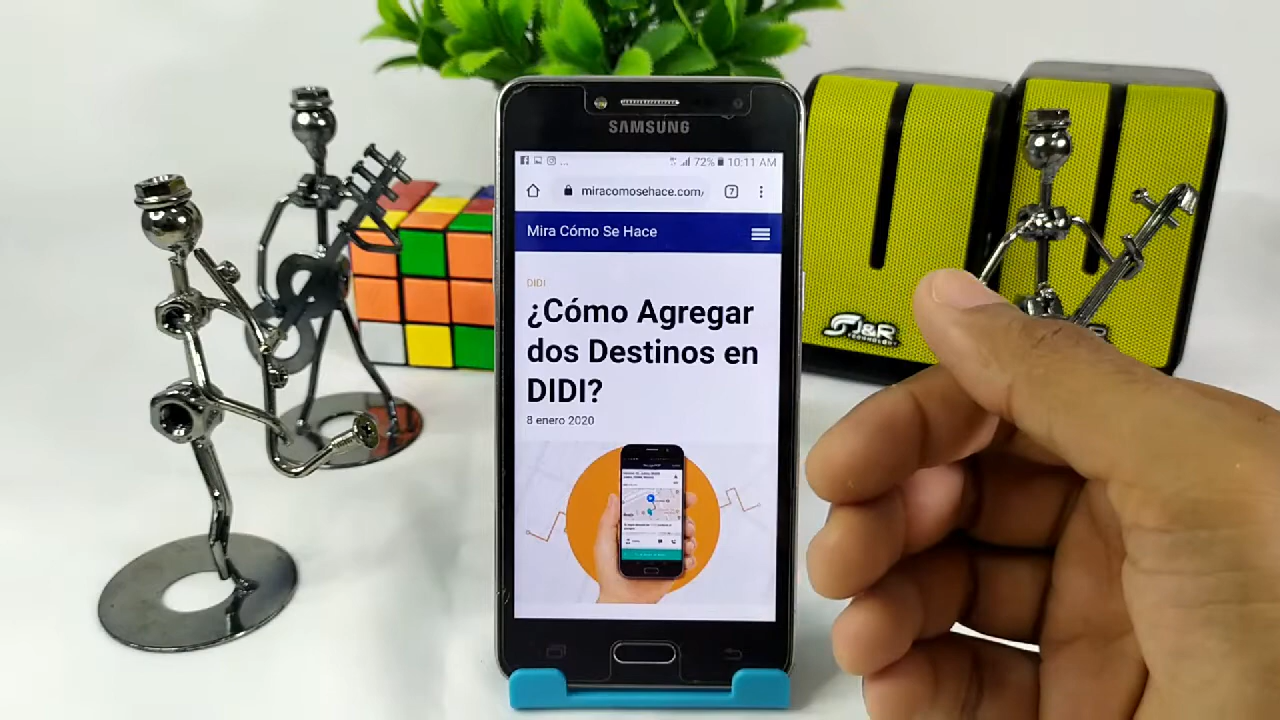 SAMSUNG
72% 10:11 AM
miracomosehace.com/
7
Mira Cómo Se Hace
DIDI
¿Cómo Agregar
dos Destinos en
DIDI?
8 enero 2020
J&R